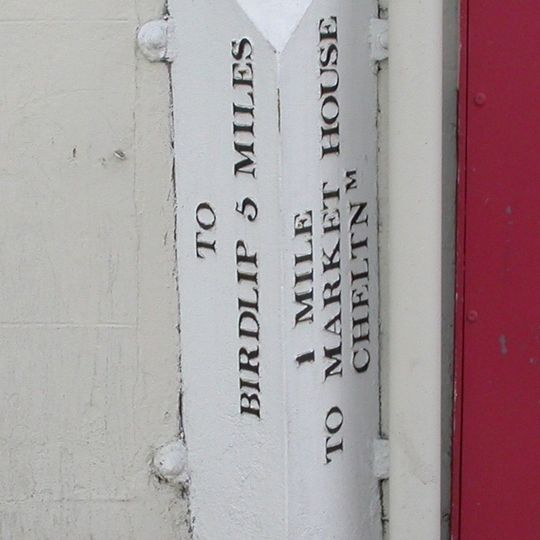 TO
BIRDLIP 5 MILES
1 MILE
TO MARKET HOUSE
CHELTNM